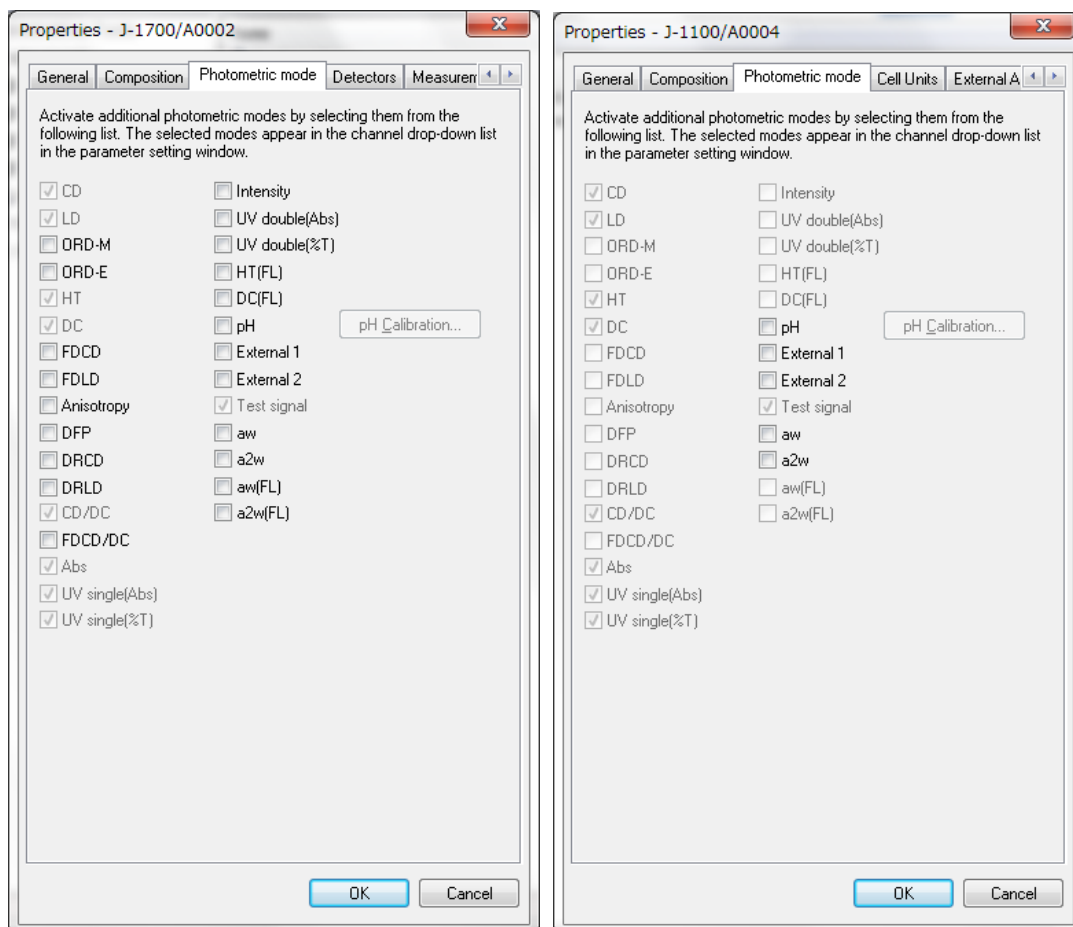 Properties - J-1700/A0002
General Composition Photometric mode Detectors Measurem
Activate additional photometric modes by selecting them from the
following list. The selected modes appear in the channel drop-down list
in the parameter setting window.
CD
LD
ORD-M
ORD-E
HT
DC
FDCD
FDLD
Anisotropy
DFP
DRCD
DRLD
CD/DC
FDCD/DC
Abs
UV single(Abs)
UV single(%T)
Intensity
UV double(Abs)
UV double(%T)
HT(FL)
DC(FL)
pH
pH Calibration...
External 1
External 2
Test signal
aw
a2w
aw(FL)
a2w(FL)
OK Cancel
Properties - J-1100/A0004
General Composition Photometric mode Cell Units External A
Activate additional photometric modes by selecting them from the
following list. The selected modes appear in the channel drop-down list
in the parameter setting window.
CD
LD
ORD-M
ORD-E
HT
DC
FDCD
FDLD
Anisotropy
DFP
DRCD
DRLD
CD/DC
FDCD/DC
Abs
UV single(Abs)
UV single(%T)
Intensity
UV double(Abs)
UV double(%T)
HT(FL)
DC(FL)
pH
pH Calibration...
External 1
External 2
Test signal
aw
a2w
aw(FL)
a2w(FL)
OK Cancel